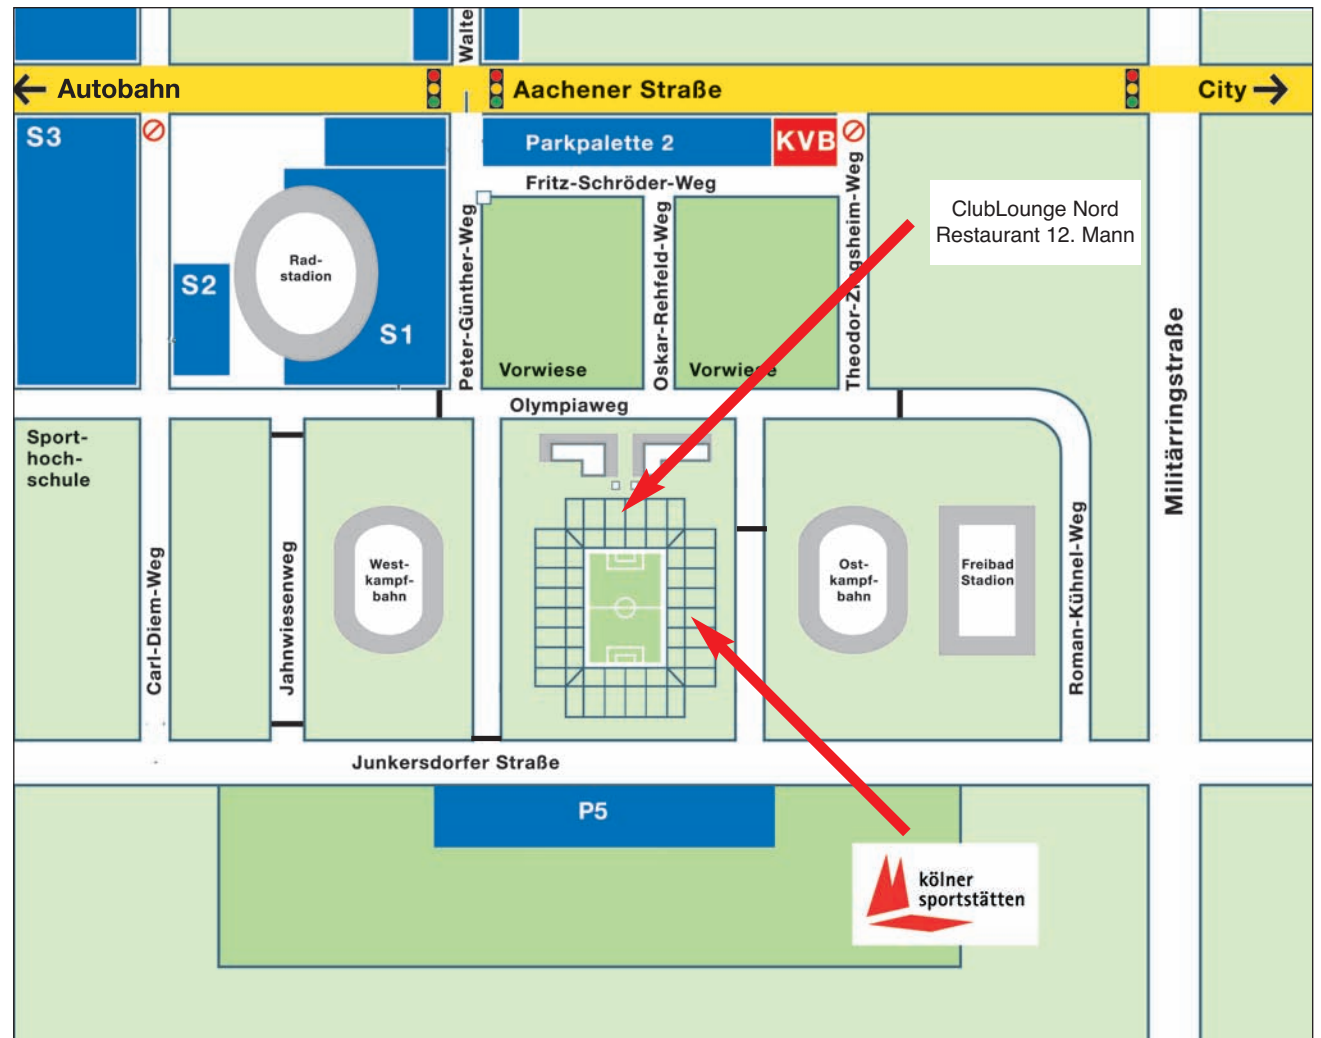 Walte
Autobahn
Aachener Straße
City
S3
Parkpalette 2
KVB
Fritz-Schröder-Weg
ClubLounge Nord
Restaurant 12. Mann
Rad-
stadion
S2
S1
Peter-Günther-Weg
Oskar-Rehfeld-Weg
Theodor-Zingsheim-Weg
Vorwiese
Vorwiese
Olympiaweg
Militärringstraße
Sport-
hoch-
schule
Carl-Diem-Weg
Jahnwiesenweg
West-
kampf-
bahn
Ost-
kampf-
bahn
Freibad
Stadion
Roman-Kühnel-Weg
Junkersdorfer Straße
P5
kölner
sportstätten